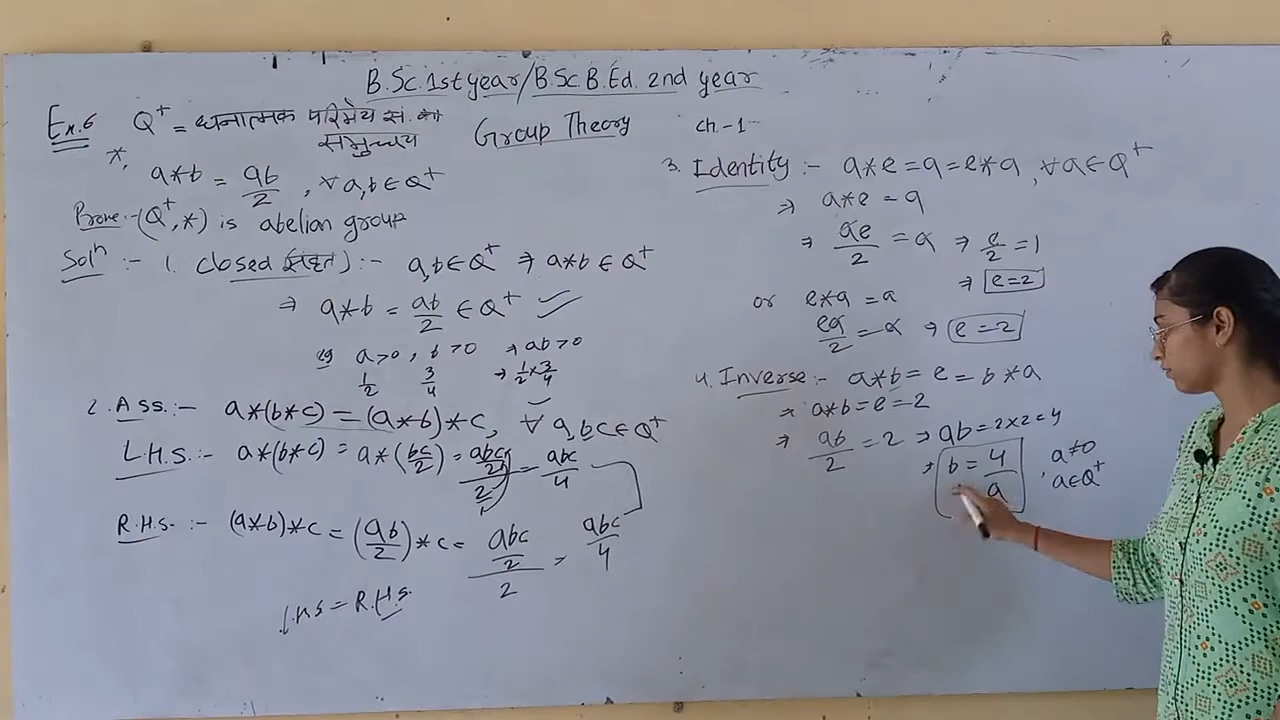 B.Sc. 1st year/B.Sc.B.Ed. 2nd year
Group Theory
ch.-1
Ex.6 Q⁺ = धनात्मक परिमेय सं. का
समुच्चय
*, a*b = ab/2 , ∀ a,b ∈ Q⁺
Prove:- (Q⁺, *) is abelian group
Solⁿ :- 1. closed (संवृत) :- a,b ∈ Q⁺ ⇒ a*b ∈ Q⁺
⇒ a*b = ab/2 ∈ Q⁺
eg a>0, b>0 ⇒ ab>0
1/2 3/4 ⇒ 1/2 × 3/4
2. Ass. :- a*(b*c) = (a*b)*c, ∀ a,b,c ∈ Q⁺
L.H.S. :- a*(b*c) = a*(bc/2) = (abc/2)/2 = abc/4
R.H.S. :- (a*b)*c = (ab/2)*c = (abc/2)/2 = abc/4
L.H.S = R.H.S.
3. Identity :- a*e = a = e*a, ∀ a ∈ Q⁺
⇒ a*e = a
⇒ ae/2 = a ⇒ e/2 = 1
⇒ e=2
or e*a = a
ea/2 = a ⇒ e=2
4. Inverse :- a*b = e = b*a
⇒ a*b = e = 2
⇒ ab/2 = 2 ⇒ ab = 2×2 = 4
⇒ b = 4/a a≠0
a ∈ Q⁺